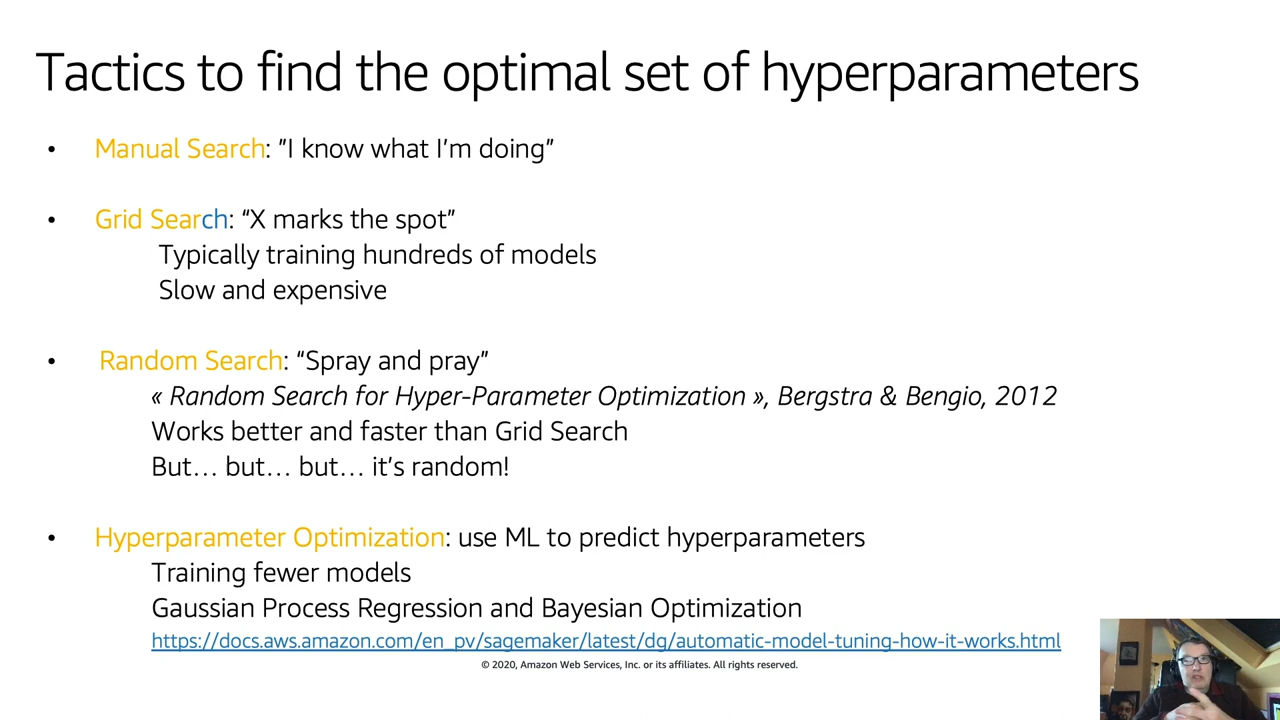 Tactics to find the optimal set of hyperparameters
• Manual Search: "I know what I'm doing”
• Grid Search: “X marks the spot”
Typically training hundreds of models
Slow and expensive
• Random Search: “Spray and pray”
« Random Search for Hyper-Parameter Optimization », Bergstra & Bengio, 2012
Works better and faster than Grid Search
But… but… but… it’s random!
• Hyperparameter Optimization: use ML to predict hyperparameters
Training fewer models
Gaussian Process Regression and Bayesian Optimization
https://docs.aws.amazon.com/en_pv/sagemaker/latest/dg/automatic-model-tuning-how-it-works.html
© 2020, Amazon Web Services, Inc. or its affiliates. All rights reserved.